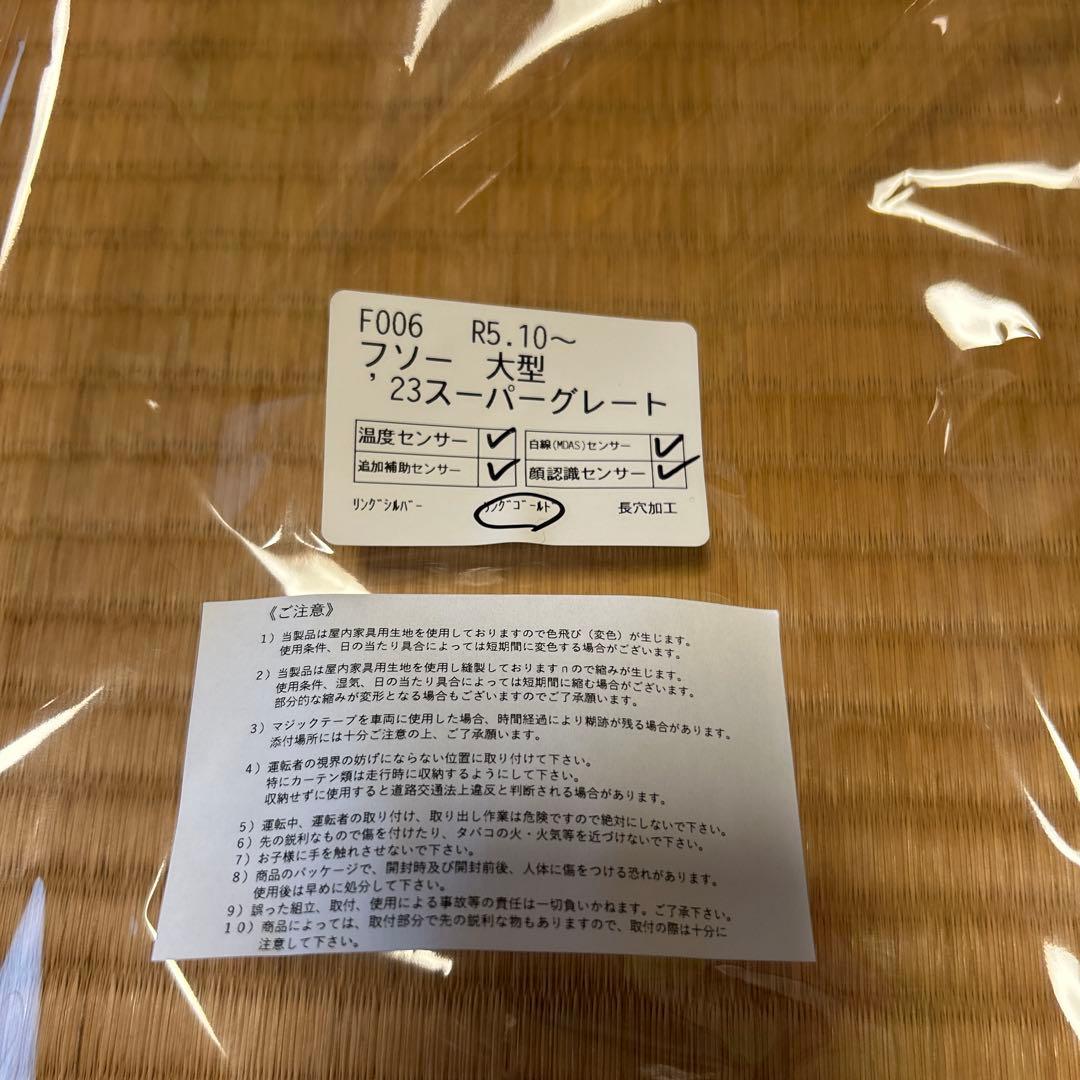 F006 R5.10～
フソー 大型
'23スーパーグレート
温度センサー ✓ 白線(MDAS)センサー ✓
追加補助センサー ✓ 顔認識センサー ✓
ﾘﾝｸﾞｼﾙﾊﾞｰ ﾘﾝｸﾞｺﾞｰﾙﾄﾞ 長穴加工
《ご注意》
1）当製品は屋内家具用生地を使用しておりますので色飛び（変色）が生じます。
使用条件、日の当たり具合によっては短期間に変色する場合がございます。
2）当製品は屋内家具用生地を使用し縫製しておりますｎので縮みが生じます。
使用条件、湿気、日の当たり具合によっては短期間に縮む場合がございます。
部分的な縮みが変形となる場合もございますのでご了承願います。
3）マジックテープを車両に使用した場合、時間経過により糊跡が残る場合があります。
添付場所には十分ご注意の上、ご了承願います。
4）運転者の視界の妨げにならない位置に取り付けて下さい。
特にカーテン類は走行時に収納するようにして下さい。
収納せずに使用すると道路交通法上違反と判断される場合があります。
5）運転中、運転者の取り付け、取り出し作業は危険ですので絶対にしないで下さい。
6）先の鋭利なもので傷を付けたり、タバコの火・火気等を近づけないで下さい。
7）お子様に手を触れさせないで下さい。
8）商品のパッケージで、開封時及び開封前後、人体に傷をつける恐れがあります。
使用後は早めに処分して下さい。
9）誤った組立、取付、使用による事故等の責任は一切負いかねます。ご了承下さい。
10）商品によっては、取付部分で先の鋭利な物もありますので、取付の際は十分に
注意して下さい。